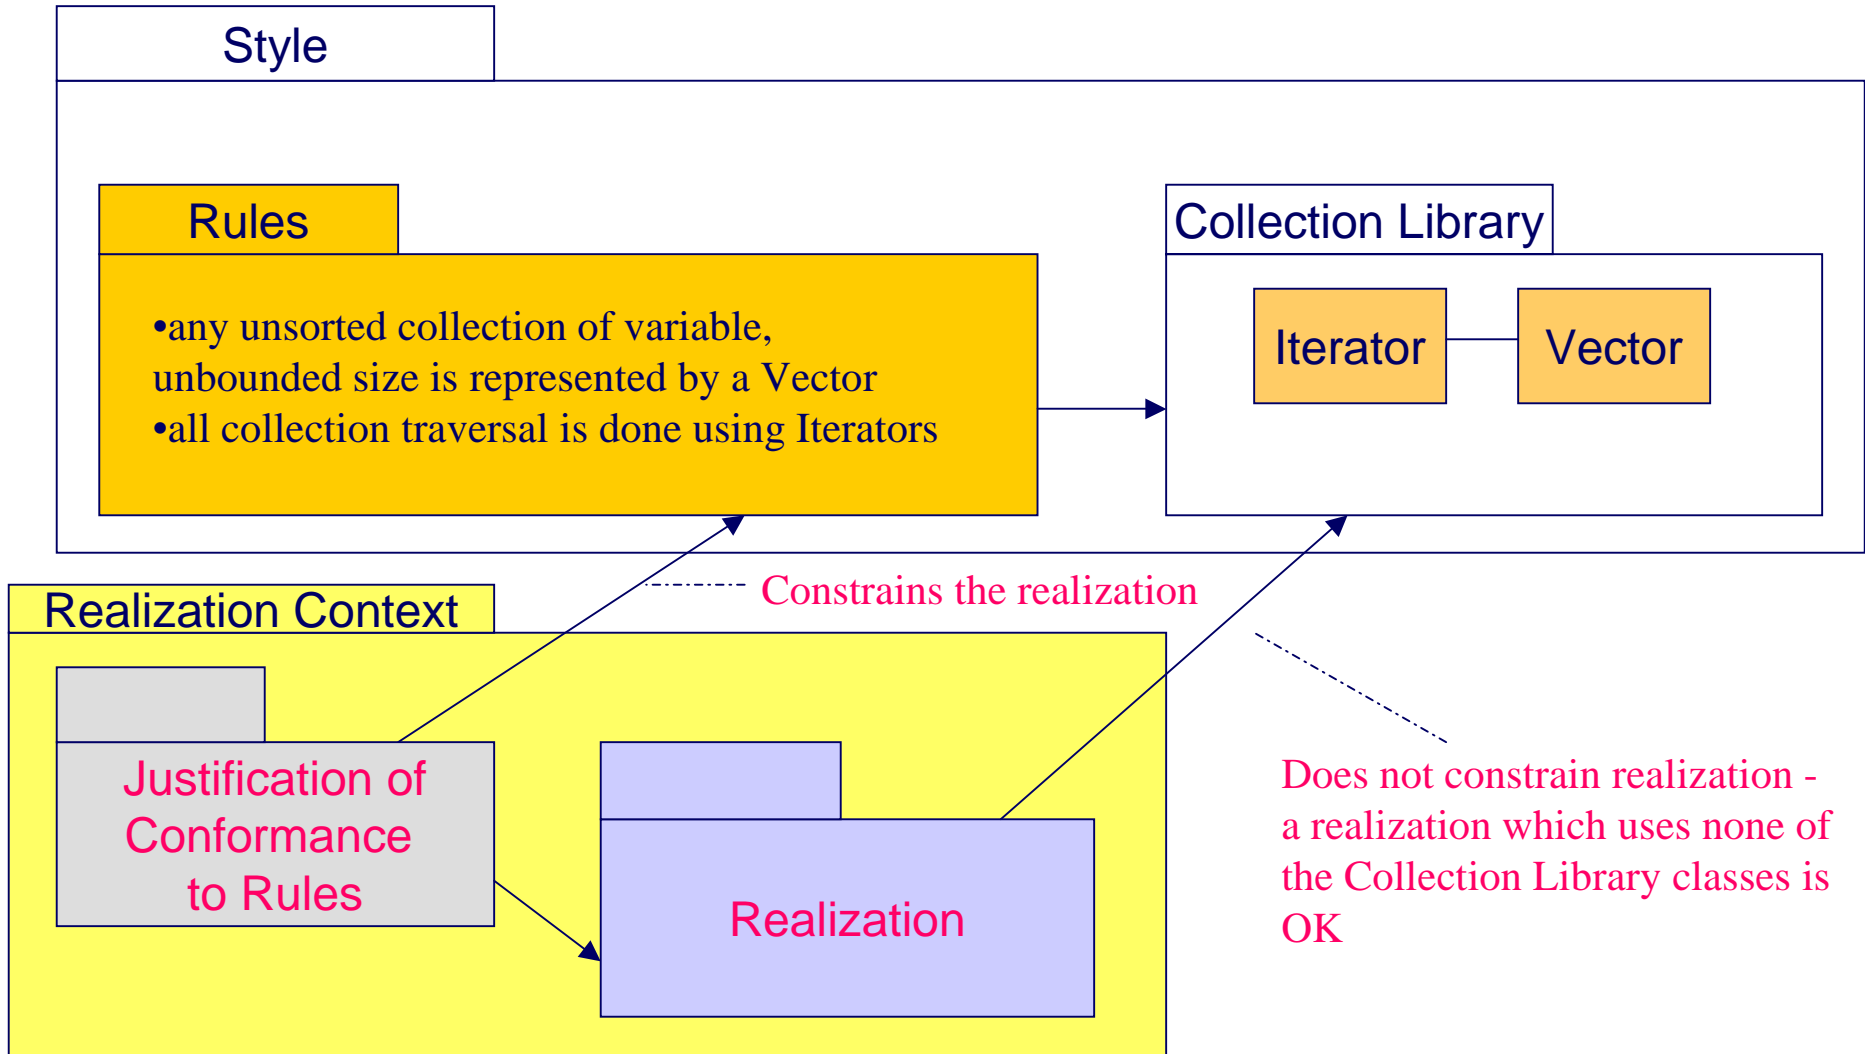 Style
Rules
Collection Library
•any unsorted collection of variable,
unbounded size is represented by a Vector
•all collection traversal is done using Iterators
Iterator
Vector
Constrains the realization
Realization Context
Justification of
Conformance
to Rules
Realization
Does not constrain realization -
a realization which uses none of
the Collection Library classes is
OK